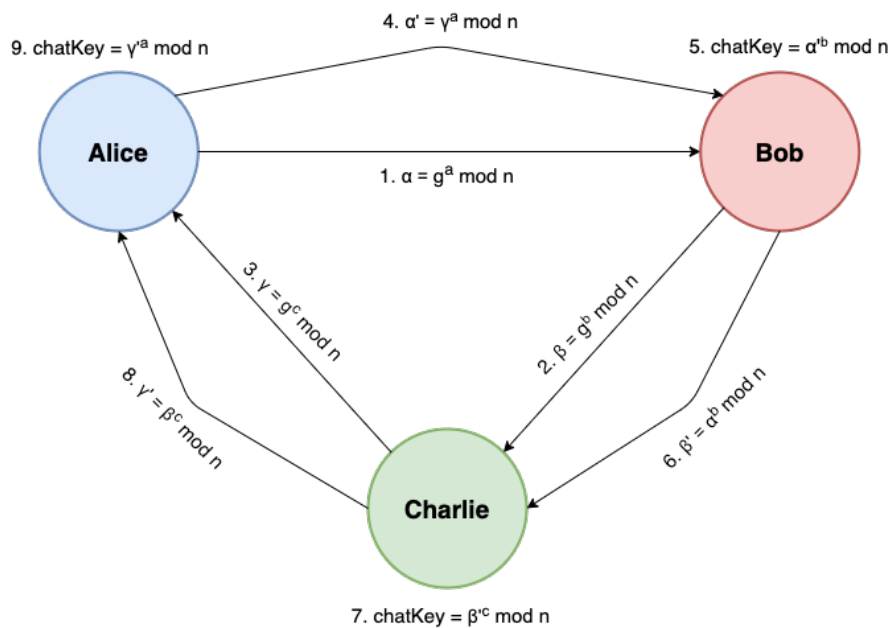 4. α' = γᵃ mod n
9. chatKey = γ'ᵃ mod n
5. chatKey = α'ᵇ mod n
Alice
Bob
1. α = gᵃ mod n
3. γ = gᶜ mod n
2. β = gᵇ mod n
8. γ' = βᶜ mod n
6. β' = αᵇ mod n
Charlie
7. chatKey = β'ᶜ mod n